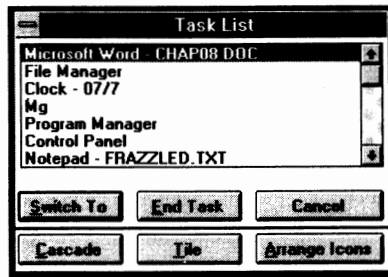 Task List
Microsoft Word - CHAP08.DOC
File Manager
Clock - 07/7
Mg
Program Manager
Control Panel
Notepad - FRAZZLED.TXT
Switch To End Task Cancel
Cascade Tile Arrange Icons